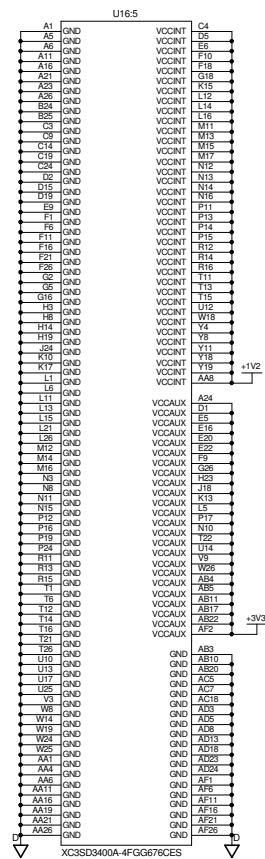 U16:5
A1 GND
A5 GND
A6 GND
A11 GND
A16 GND
A21 GND
A23 GND
A26 GND
B24 GND
B25 GND
C3 GND
C9 GND
C14 GND
C19 GND
C24 GND
D2 GND
D15 GND
D19 GND
E9 GND
F1 GND
F6 GND
F11 GND
F16 GND
F21 GND
F26 GND
G2 GND
G5 GND
G16 GND
H3 GND
H8 GND
H14 GND
H19 GND
J24 GND
K10 GND
K17 GND
L1 GND
L6 GND
L11 GND
L13 GND
L15 GND
L21 GND
L26 GND
M12 GND
M14 GND
M16 GND
N3 GND
N8 GND
N11 GND
N15 GND
P12 GND
P16 GND
P19 GND
P24 GND
R11 GND
R13 GND
R15 GND
T1 GND
T6 GND
T12 GND
T14 GND
T16 GND
T21 GND
T26 GND
U10 GND
U13 GND
U17 GND
U25 GND
V3 GND
W8 GND
W14 GND
W19 GND
W24 GND
W25 GND
AA1 GND
AA4 GND
AA6 GND
AA11 GND
AA16 GND
AA19 GND
AA21 GND
AA26 GND
D
VCCINT C4
VCCINT D5
VCCINT E6
VCCINT F10
VCCINT F18
VCCINT G18
VCCINT K15
VCCINT L12
VCCINT L14
VCCINT L16
VCCINT M11
VCCINT M13
VCCINT M15
VCCINT M17
VCCINT N12
VCCINT N13
VCCINT N14
VCCINT N16
VCCINT P11
VCCINT P13
VCCINT P14
VCCINT P15
VCCINT R12
VCCINT R14
VCCINT R16
VCCINT T11
VCCINT T13
VCCINT T15
VCCINT U12
VCCINT W18
VCCINT Y4
VCCINT Y8
VCCINT Y11
VCCINT Y18
VCCINT Y19
VCCINT AA8
+1V2
VCCAUX A24
VCCAUX D1
VCCAUX E5
VCCAUX E16
VCCAUX E20
VCCAUX E22
VCCAUX F9
VCCAUX G26
VCCAUX H23
VCCAUX J18
VCCAUX K13
VCCAUX L5
VCCAUX P17
VCCAUX N10
VCCAUX T22
VCCAUX U14
VCCAUX V9
VCCAUX W26
VCCAUX AB4
VCCAUX AB5
VCCAUX AB11
VCCAUX AB17
VCCAUX AB22
VCCAUX AF2
+3V3
GND AB3
GND AB10
GND AB20
GND AC5
GND AC7
GND AC18
GND AD3
GND AD5
GND AD8
GND AD13
GND AD18
GND AD23
GND AD24
GND AF1
GND AF6
GND AF11
GND AF16
GND AF21
GND AF26
D
XC3SD3400A-4FGG676CES